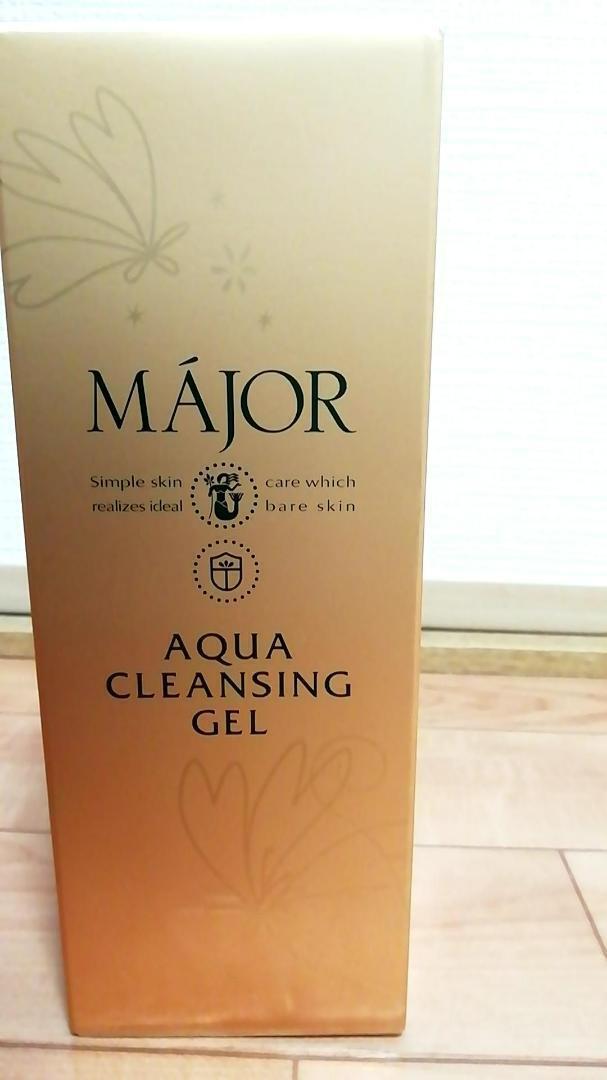 MÁJOR
Simple skin care which
realizes ideal bare skin
AQUA
CLEANSING
GEL